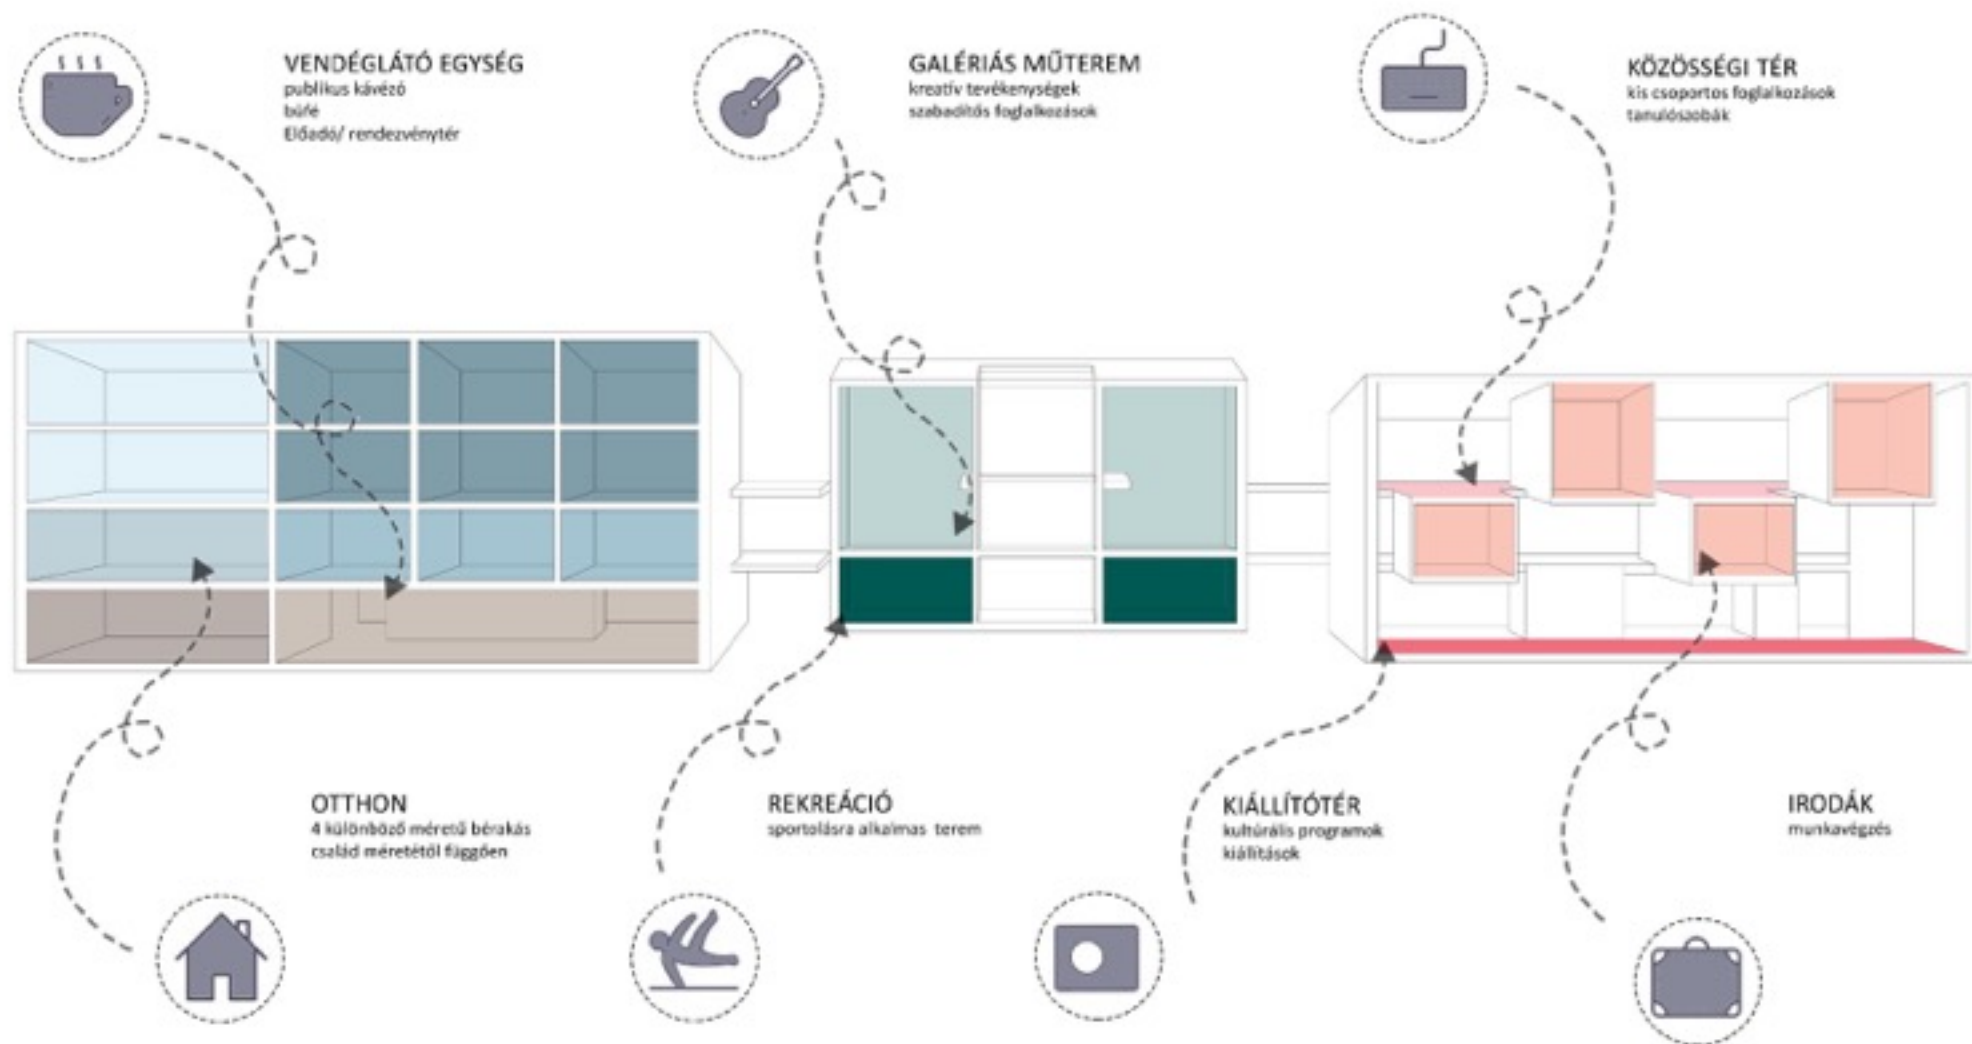 VENDÉGLÁTÓ EGYSÉG
publikus kávézó
büfé
Előadó/ rendezvénytér
GALÉRIÁS MŰTEREM
kreatív tevékenységek
szabadítós foglalkozások
KÖZÖSSÉGI TÉR
kis csoportos foglalkozások
tanulószobák
OTTHON
4 különböző méretű bérakás
család méretétől függően
REKREÁCIÓ
sportolásra alkalmas terem
KIÁLLÍTÓTÉR
kultúrális programok
kiállítások
IRODÁK
munkavégzés